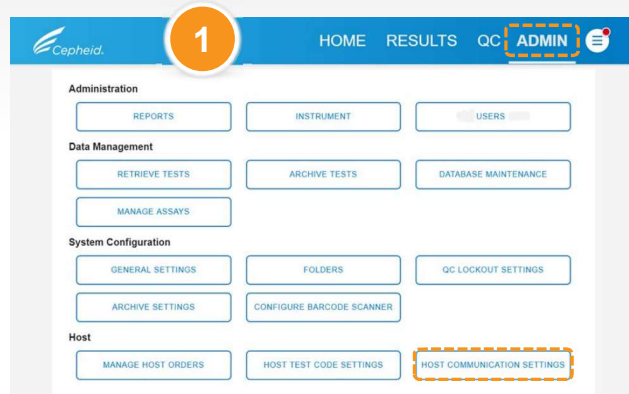 Cepheid. 1 HOME RESULTS QC ADMIN
Administration
REPORTS INSTRUMENT USERS
Data Management
RETRIEVE TESTS ARCHIVE TESTS DATABASE MAINTENANCE
MANAGE ASSAYS
System Configuration
GENERAL SETTINGS FOLDERS QC LOCKOUT SETTINGS
ARCHIVE SETTINGS CONFIGURE BARCODE SCANNER
Host
MANAGE HOST ORDERS HOST TEST CODE SETTINGS HOST COMMUNICATION SETTINGS